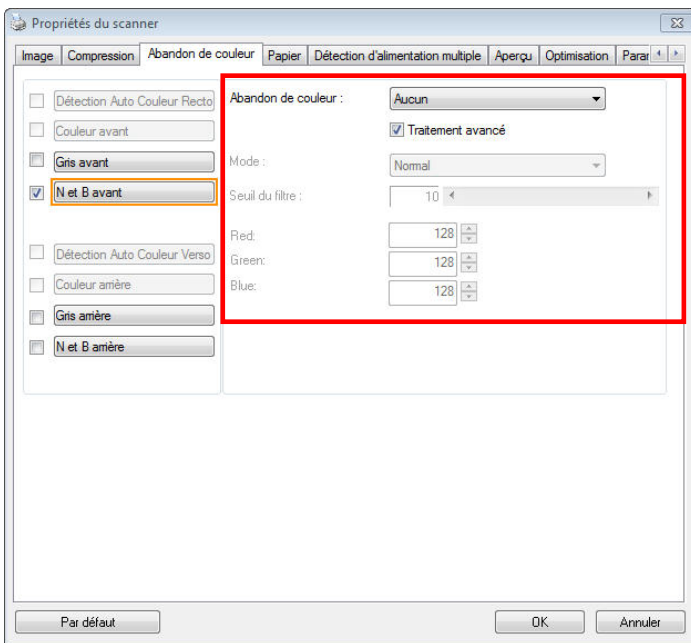 Propriétés du scanner
Image Compression Abandon de couleur Papier Détection d'alimentation multiple Aperçu Optimisation Parar
Détection Auto Couleur Recto
Couleur avant
Gris avant
N et B avant
Détection Auto Couleur Verso
Couleur arrière
Gris arrière
N et B arrière
Abandon de couleur : Aucun
Traitement avancé
Mode : Normal
Seuil du filtre : 10
Red: 128
Green: 128
Blue: 128
Par défaut OK Annuler